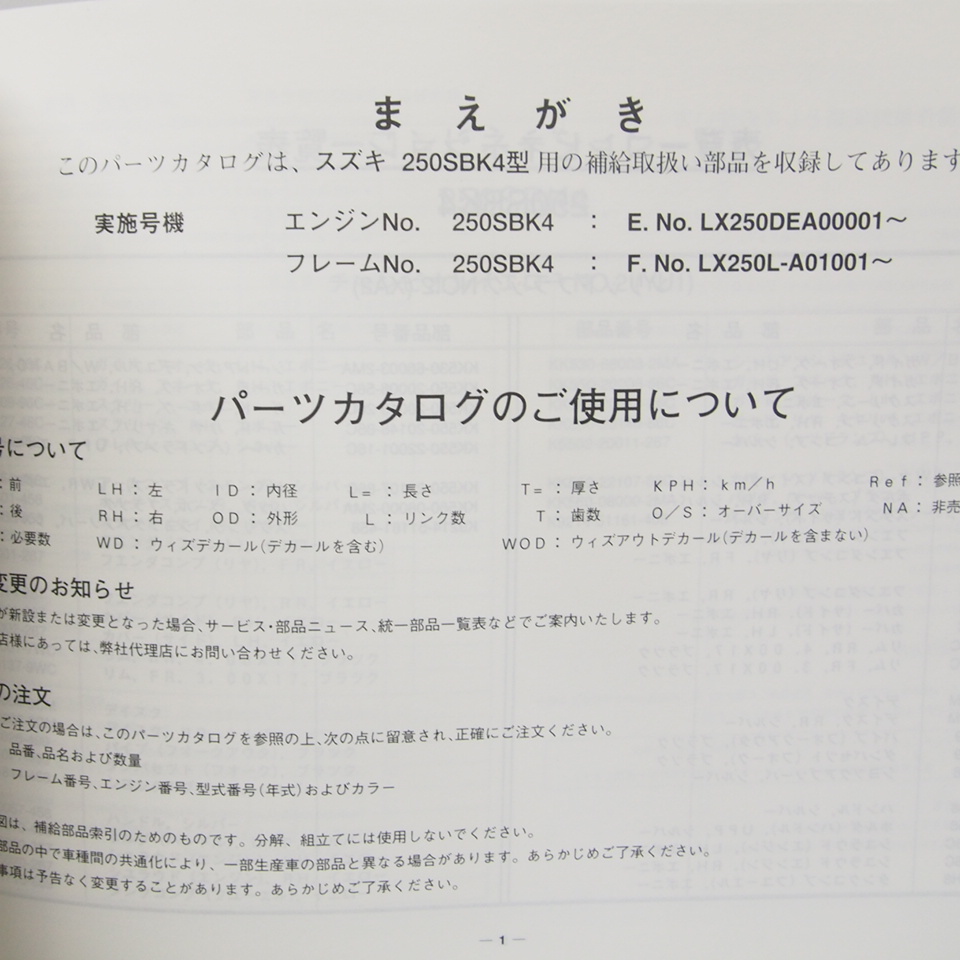 まえがき
このパーツカタログは、スズキ 250SBK4型 用の補給取扱い部品を収録してあります
実施号機 エンジンNo. 250SBK4 : E. No. LX250DEA00001～
フレームNo. 250SBK4 : F. No. LX250L-A01001～
パーツカタログのご使用について
号について
：前 LH：左 ID：内径 L=：長さ T=：厚さ KPH：km／h Ref：参照
：後 RH：右 OD：外形 L：リンク数 T：歯数 O／S：オーバーサイズ NA：非売
：必要数 WD：ウィズデカール(デカールを含む) WOD：ウィズアウトデカール(デカールを含まない)
変更のお知らせ
が新設または変更となった場合、サービス・部品ニュース、統一部品一覧表などでご案内いたします。
店様にあっては、弊社代理店にお問い合わせください。
の注文
ご注文の場合は、このパーツカタログを参照の上、次の点に留意され、正確にご注文ください。
品番、品名および数量
フレーム番号、エンジン番号、型式番号(年式)およびカラー
図は、補給部品索引のためのものです。分解、組立てには使用しないでください。
部品の中で車種間の共通化により、一部生産車の部品と異なる場合があります。あらかじめご了承ください。
事項は予告なく変更することがあります。あらかじめご了承ください。
— 1 —